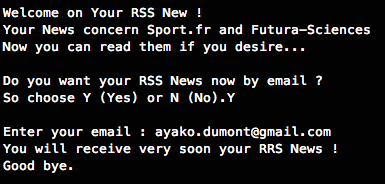 Welcome on Your RSS New !
Your News concern Sport.fr and Futura-Sciences
Now you can read them if you desire...
Do you want your RSS News now by email ?
So choose Y (Yes) or N (No).Y
Enter your email : ayako.dumont@gmail.com
You will receive very soon your RRS News !
Good bye.